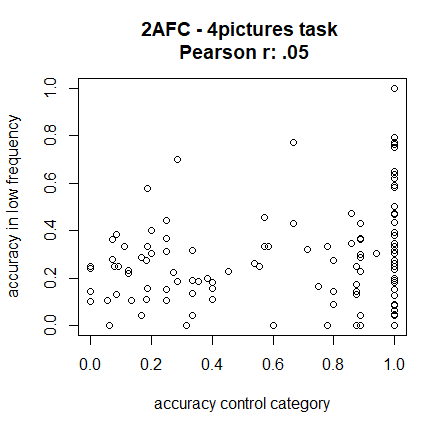 2AFC - 4pictures task
Pearson r: .05
accuracy in low frequency
1.0
0.8
0.6
0.4
0.2
0.0
0.0 0.2 0.4 0.6 0.8 1.0
accuracy control category